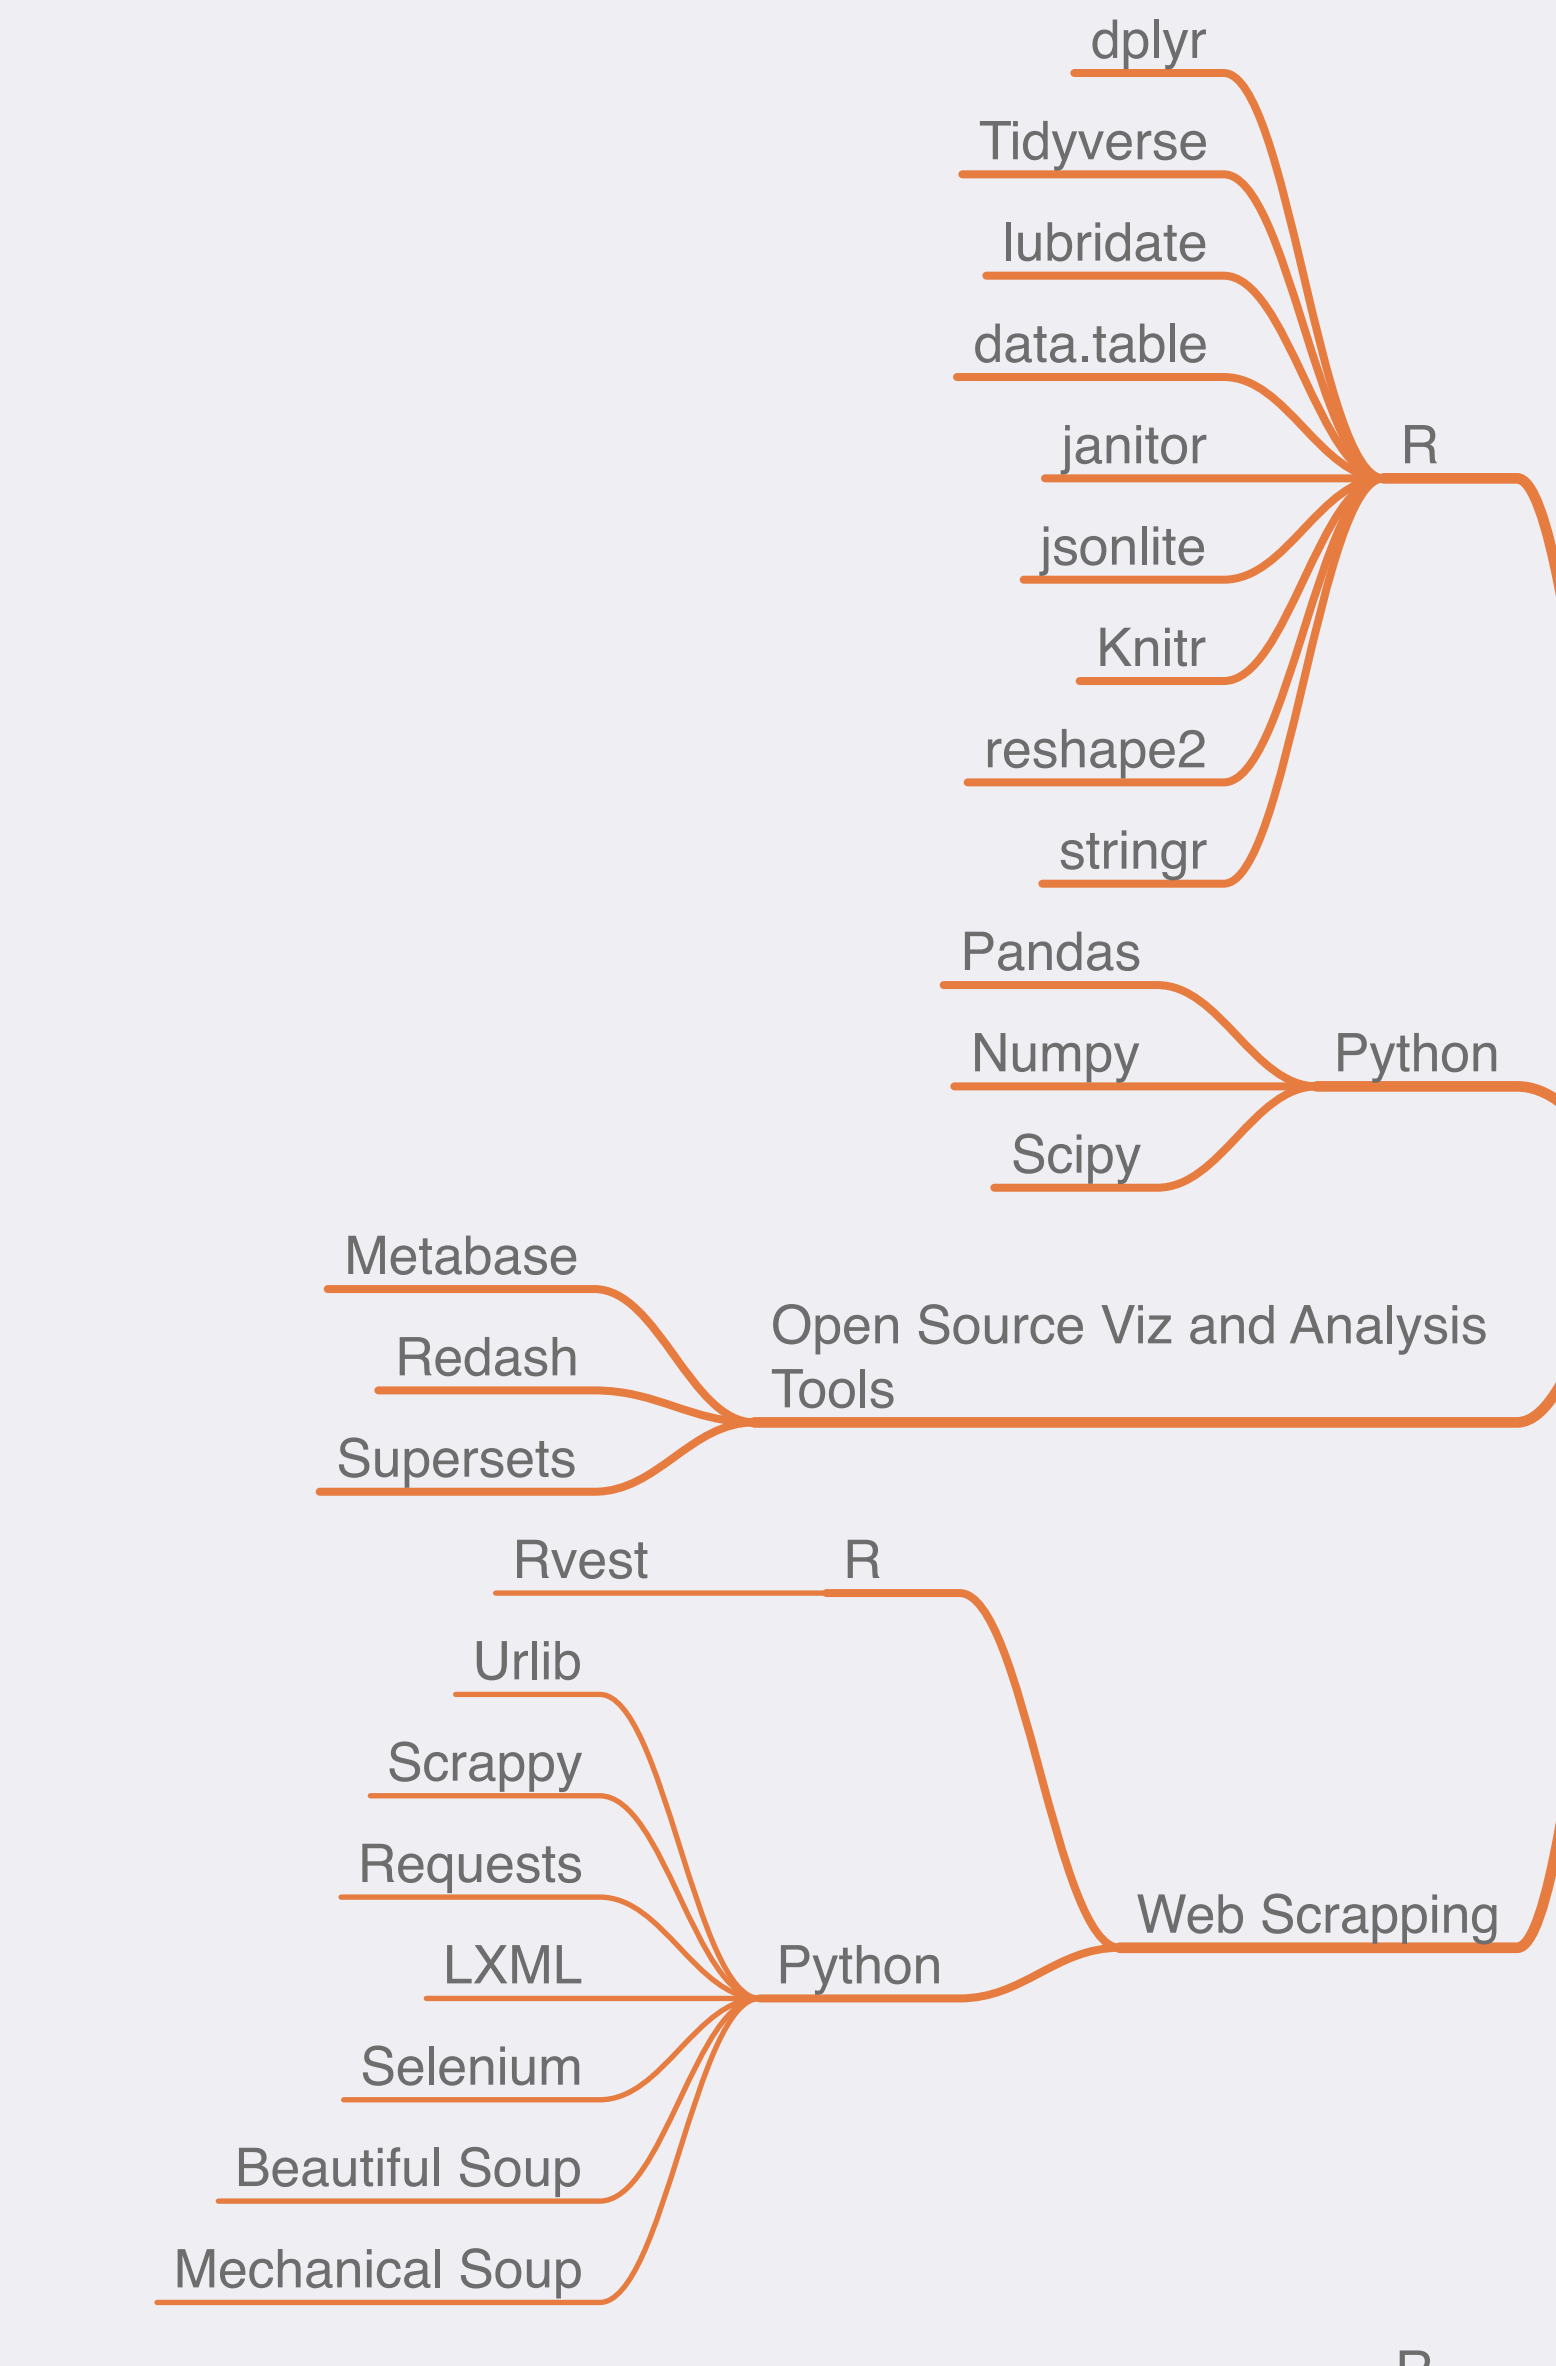 dplyr
Tidyverse
lubridate
data.table
janitor
R
jsonlite
Knitr
reshape2
stringr
Pandas
Numpy
Python
Scipy
Metabase
Redash
Supersets
Open Source Viz and Analysis
Tools
Rvest
R
Urlib
Scrappy
Requests
LXML
Python
Selenium
Beautiful Soup
Mechanical Soup
Web Scrapping